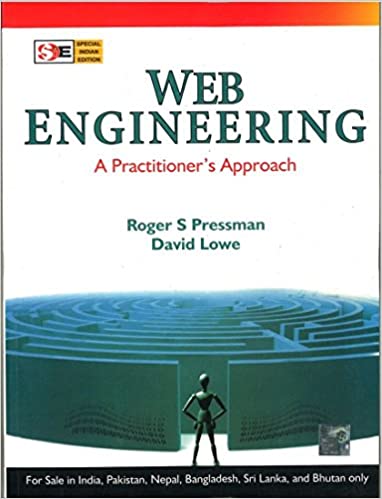 SIE
SPECIAL
INDIAN
EDITION
WEB
ENGINEERING
A Practitioner's Approach
Roger S Pressman
David Lowe
For Sale in India, Pakistan, Nepal, Bangladesh, Sri Lanka, and Bhutan only